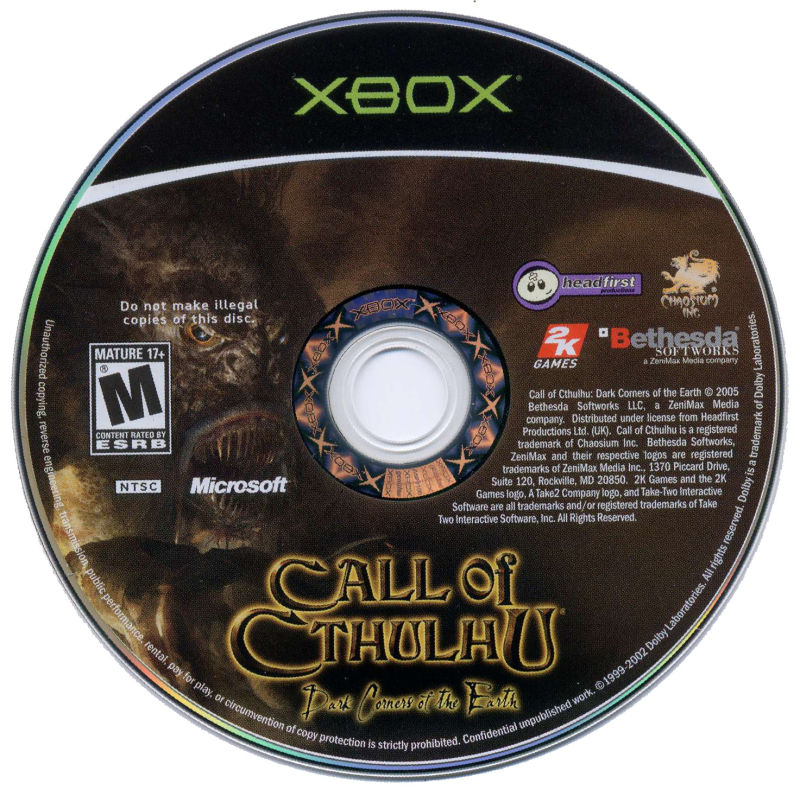 XBOX
Do not make illegal
copies of this disc.
MATURE 17+
M
®
CONTENT RATED BY
ESRB
NTSC
Microsoft
XBOX
headfirst
productions
CHAOSIUM
INC.
2K
GAMES
Bethesda®
SOFTWORKS
a ZeniMax Media company
Call of Cthulhu: Dark Corners of the Earth © 2005
Bethesda Softworks LLC, a ZeniMax Media
company. Distributed under license from Headfirst
Productions Ltd. (UK). Call of Cthulhu is a registered
trademark of Chaosium Inc. Bethesda Softworks,
ZeniMax and their respective logos are registered
trademarks of ZeniMax Media Inc., 1370 Piccard Drive,
Suite 120, Rockville, MD 20850. 2K Games and the 2K
Games logo, A Take2 Company logo, and Take-Two Interactive
Software are all trademarks and/or registered trademarks of Take
Two Interactive Software, Inc. All Rights Reserved.
CALL of
CTHULHU®
Dark Corners of the Earth
Unauthorized copying, reverse engineering, transmission, public performance, rental, pay for play, or circumvention of copy protection is strictly prohibited. Confidential unpublished work. ©1999-2002 Dolby Laboratories. All rights reserved. Dolby is a trademark of Dolby Laboratories.